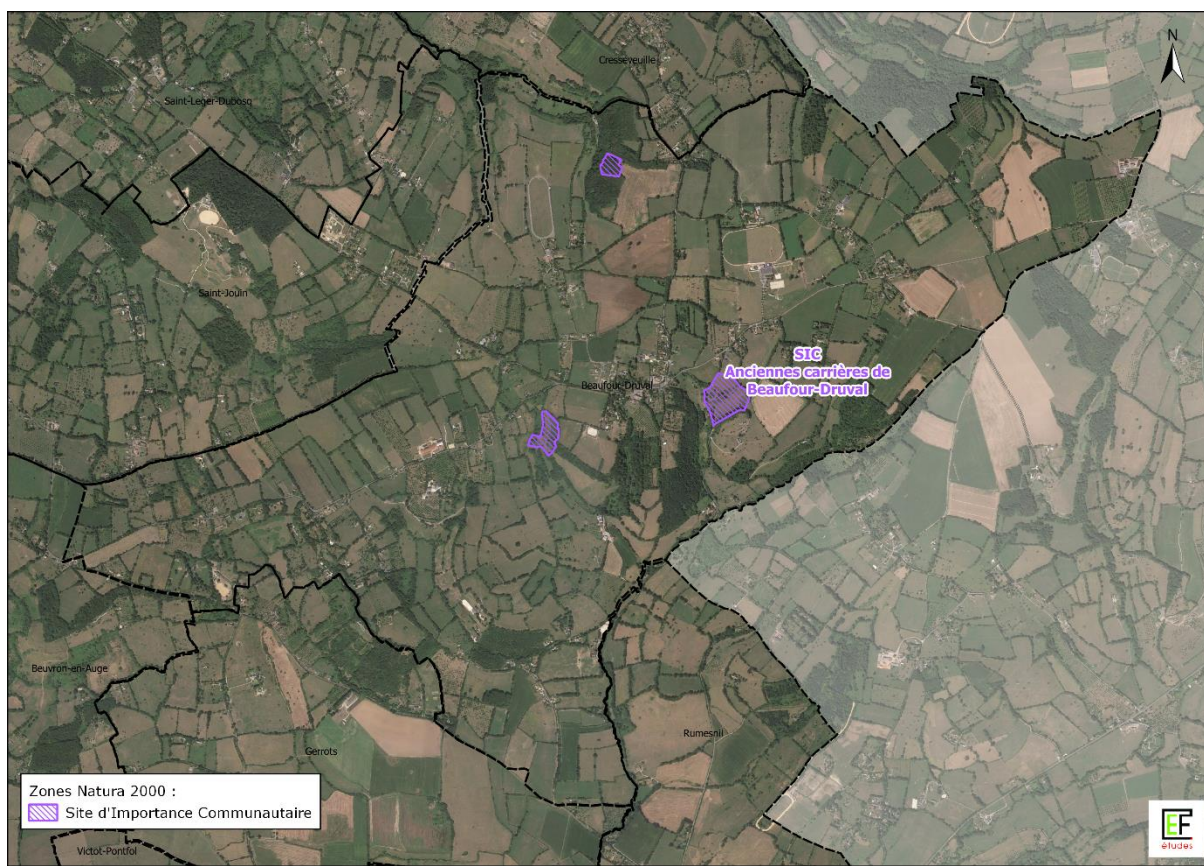 Cresseveuille
N
Saint-Léger-Dubosq
Saint-Jouin
SIC
Anciennes carrières de
Beaufour-Druval
Beaufour-Druval
Beuvron-en-Auge
Rumesnil
Gerrots
Zones Natura 2000 :
Site d'Importance Communautaire
Victot-Pontfol
EF
études